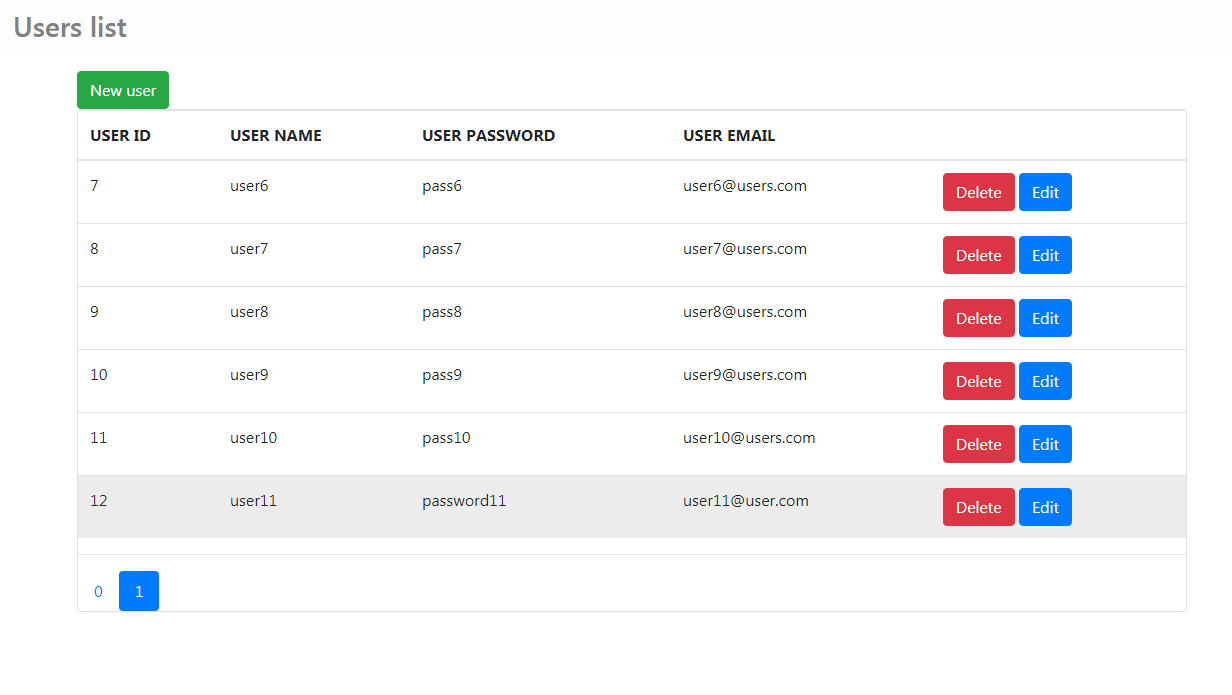 Users list
New user
USER ID USER NAME USER PASSWORD USER EMAIL
7 user6 pass6 user6@users.com Delete Edit
8 user7 pass7 user7@users.com Delete Edit
9 user8 pass8 user8@users.com Delete Edit
10 user9 pass9 user9@users.com Delete Edit
11 user10 pass10 user10@users.com Delete Edit
12 user11 password11 user11@user.com Delete Edit
0 1